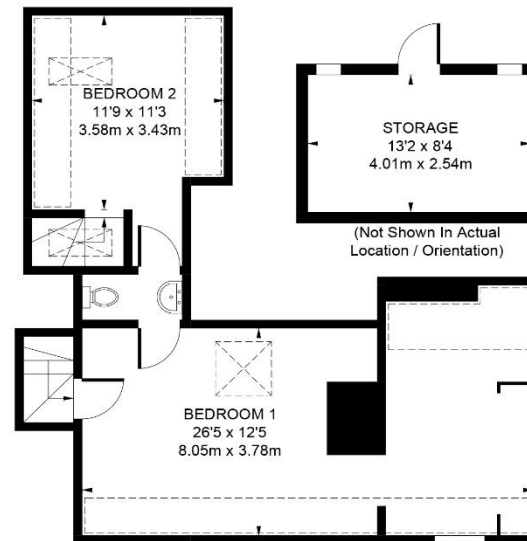 BEDROOM 2
11'9 x 11'3
3.58m x 3.43m
STORAGE
13'2 x 8'4
4.01m x 2.54m
(Not Shown In Actual
Location / Orientation)
BEDROOM 1
26'5 x 12'5
8.05m x 3.78m